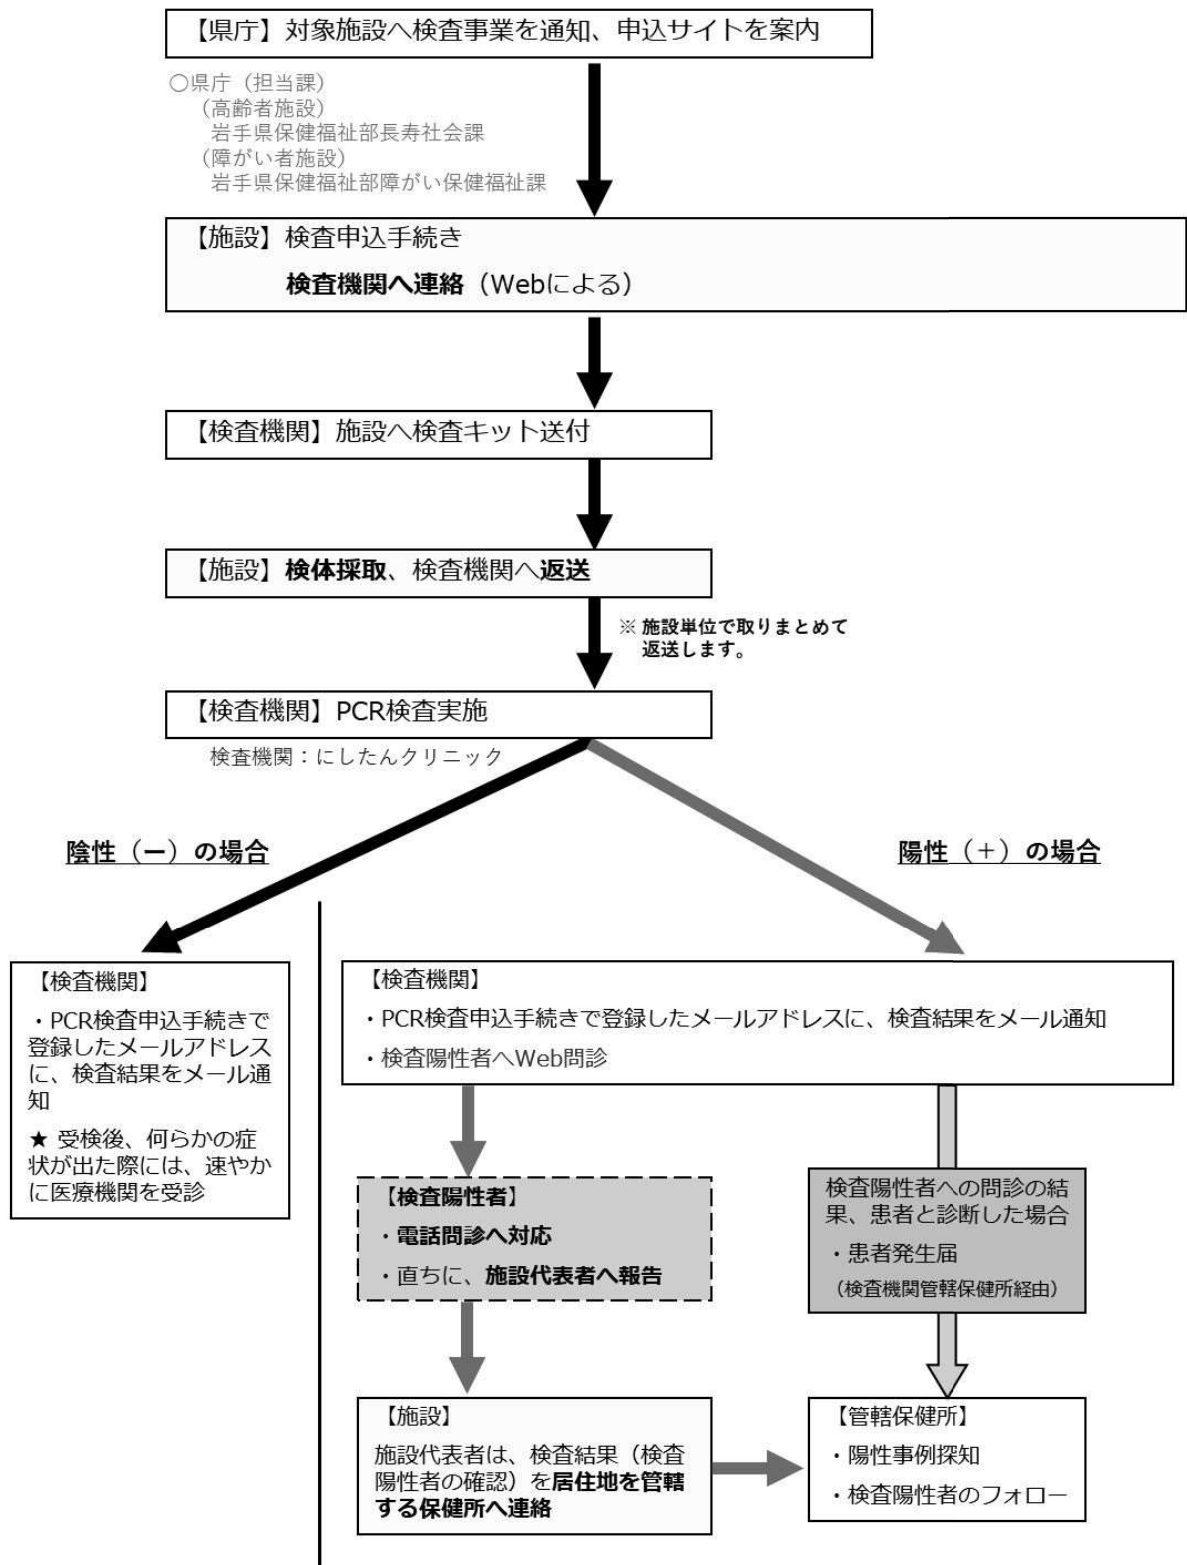 【県庁】対象施設へ検査事業を通知、申込サイトを案内
○県庁（担当課）
（高齢者施設）
岩手県保健福祉部長寿社会課
（障がい者施設）
岩手県保健福祉部障がい保健福祉課
【施設】検査申込手続き
検査機関へ連絡（Webによる）
【検査機関】施設へ検査キット送付
【施設】検体採取、検査機関へ返送
※ 施設単位で取りまとめて
返送します。
【検査機関】PCR検査実施
検査機関：にしたんクリニック
陰性（ー）の場合
陽性（＋）の場合
【検査機関】
・PCR検査申込手続きで
登録したメールアドレス
に、検査結果をメール通
知
★ 受検後、何らかの症
状が出た際には、速やか
に医療機関を受診
【検査機関】
・PCR検査申込手続きで登録したメールアドレスに、検査結果をメール通知
・検査陽性者へWeb問診
【検査陽性者】
・電話問診へ対応
・直ちに、施設代表者へ報告
検査陽性者への問診の結
果、患者と診断した場合
・患者発生届
（検査機関管轄保健所経由）
【施設】
施設代表者は、検査結果（検査
陽性者の確認）を居住地を管轄
する保健所へ連絡
【管轄保健所】
・陽性事例探知
・検査陽性者のフォロー